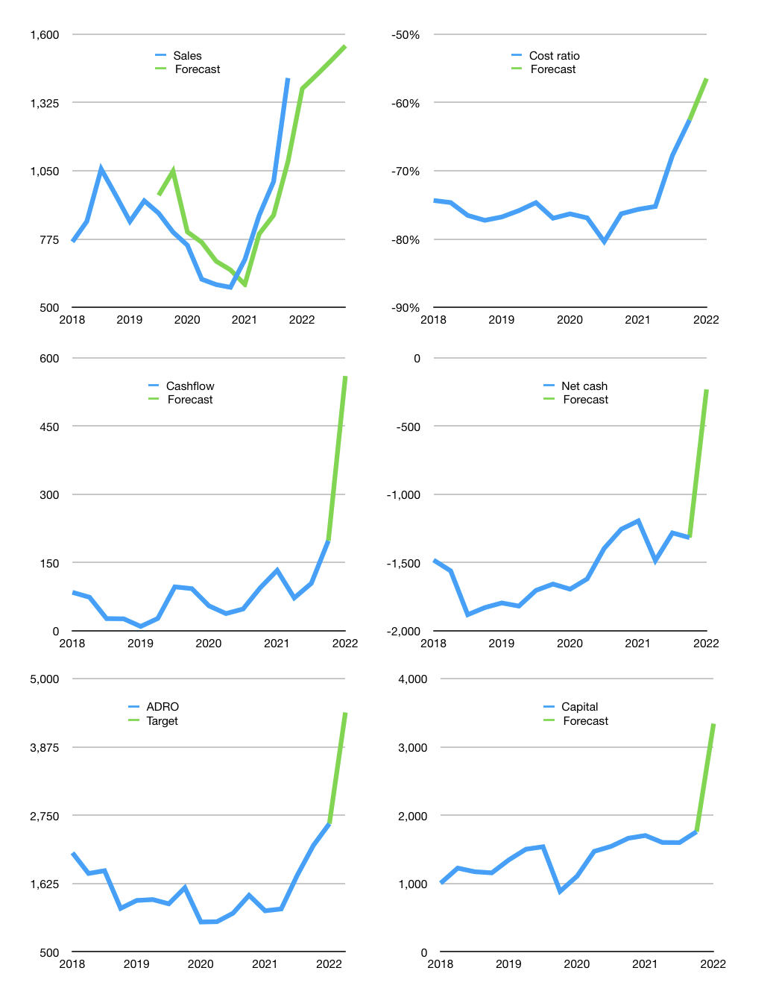 1,600
Sales
Forecast
1,325
1,050
775
500
2018 2019 2020 2021 2022
-50%
Cost ratio
Forecast
-60%
-70%
-80%
-90%
2018 2019 2020 2021 2022
600
Cashflow
Forecast
450
300
150
0
2018 2019 2020 2021 2022
0
Net cash
Forecast
-500
-1,000
-1,500
-2,000
2018 2019 2020 2021 2022
5,000
ADRO
Target
3,875
2,750
1,625
500
2018 2019 2020 2021 2022
4,000
Capital
Forecast
3,000
2,000
1,000
0
2018 2019 2020 2021 2022